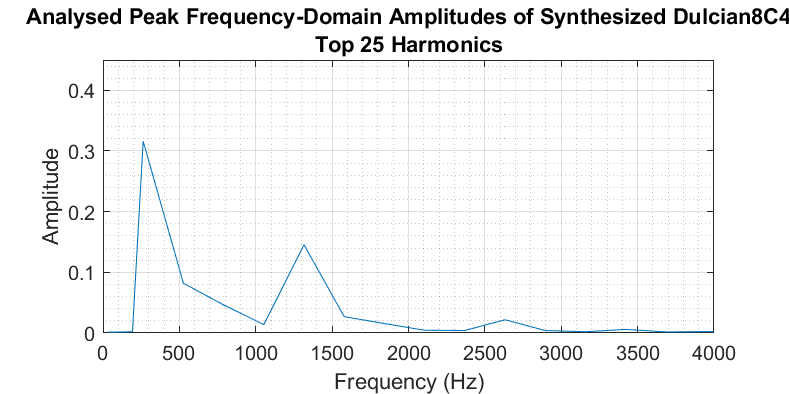 Analysed Peak Frequency-Domain Amplitudes of Synthesized Dulcian8C4
Top 25 Harmonics
0.4
0.3
0.2
0.1
0
Amplitude
0 500 1000 1500 2000 2500 3000 3500 4000
Frequency (Hz)